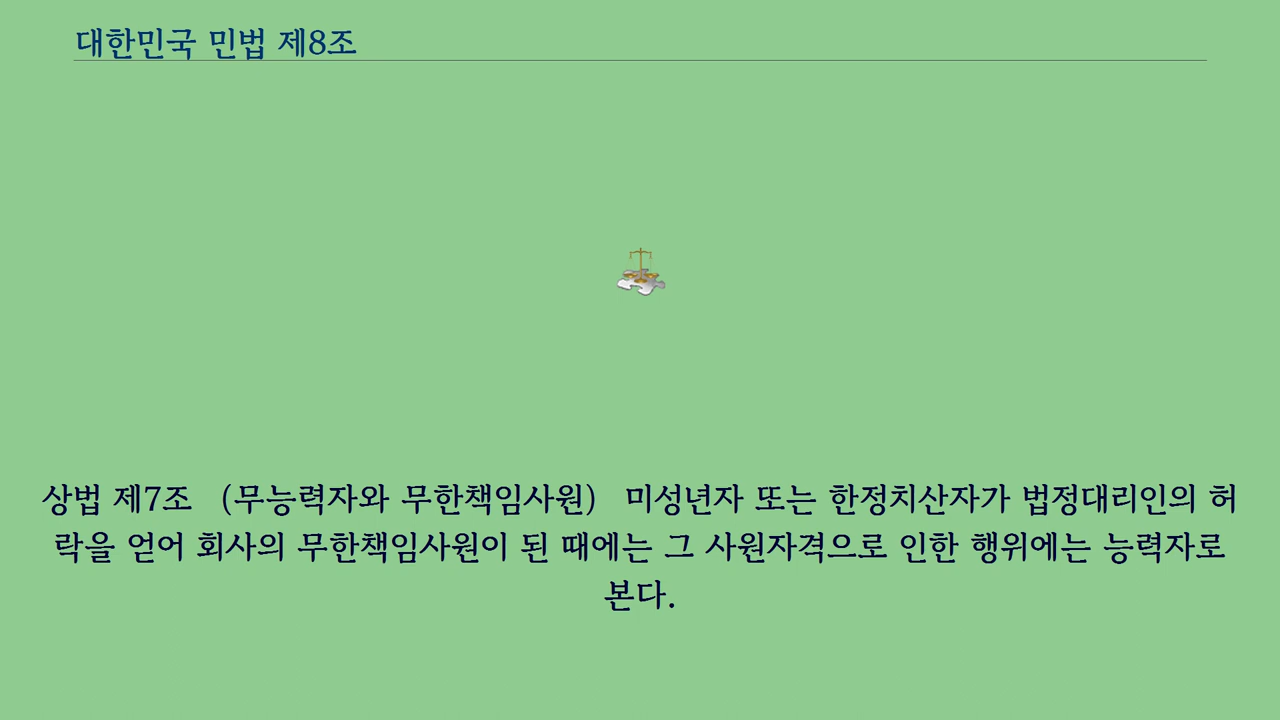 대한민국 민법 제8조
상법 제7조 (무능력자와 무한책임사원) 미성년자 또는 한정치산자가 법정대리인의 허
락을 얻어 회사의 무한책임사원이 된 때에는 그 사원자격으로 인한 행위에는 능력자로
본다.